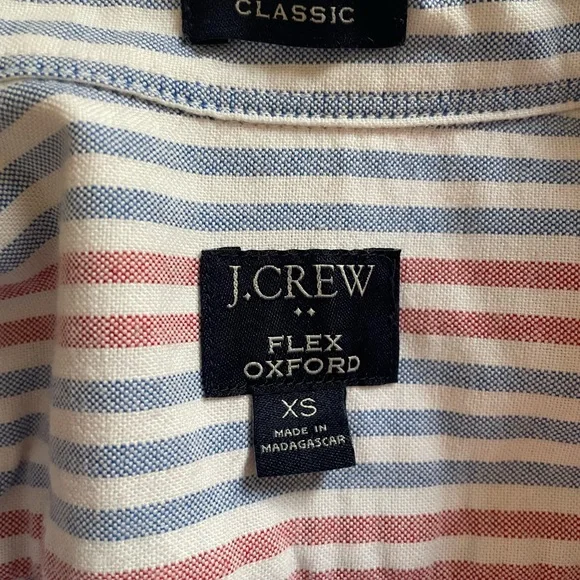 CLASSIC
J.CREW
FLEX
OXFORD
XS
MADE IN
MADAGASCAR